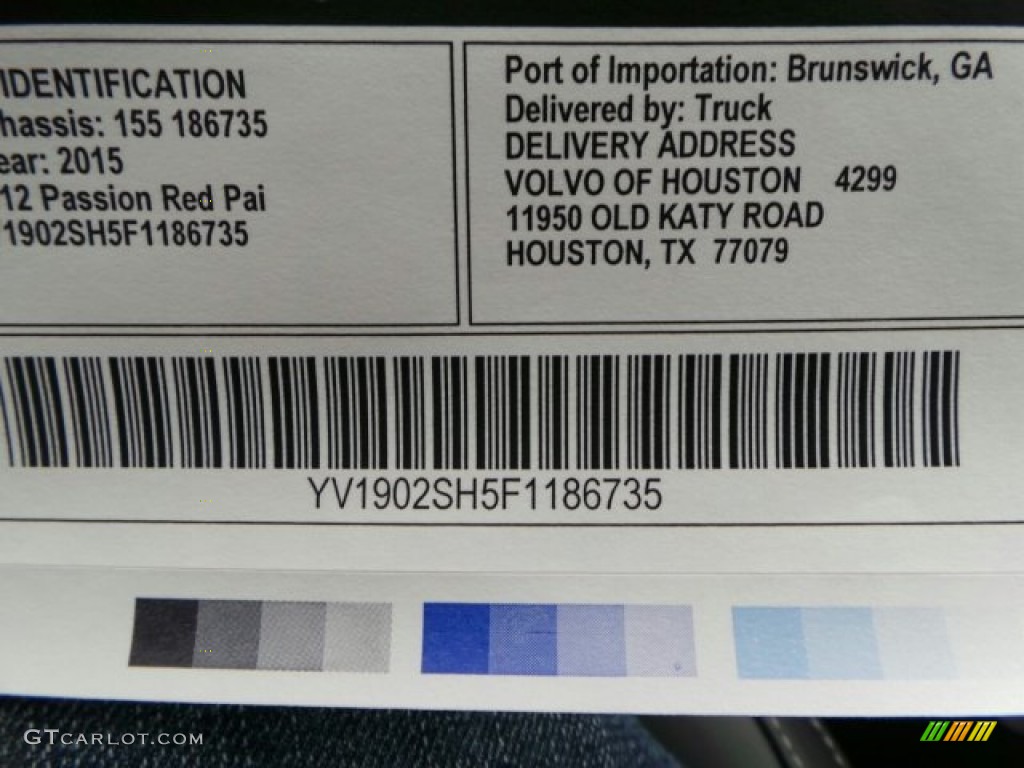 IDENTIFICATION
hassis: 155 186735
ear: 2015
12 Passion Red Pai
1902SH5F1186735
Port of Importation: Brunswick, GA
Delivered by: Truck
DELIVERY ADDRESS
VOLVO OF HOUSTON 4299
11950 OLD KATY ROAD
HOUSTON, TX 77079
YV1902SH5F1186735
GTCARLOT.COM